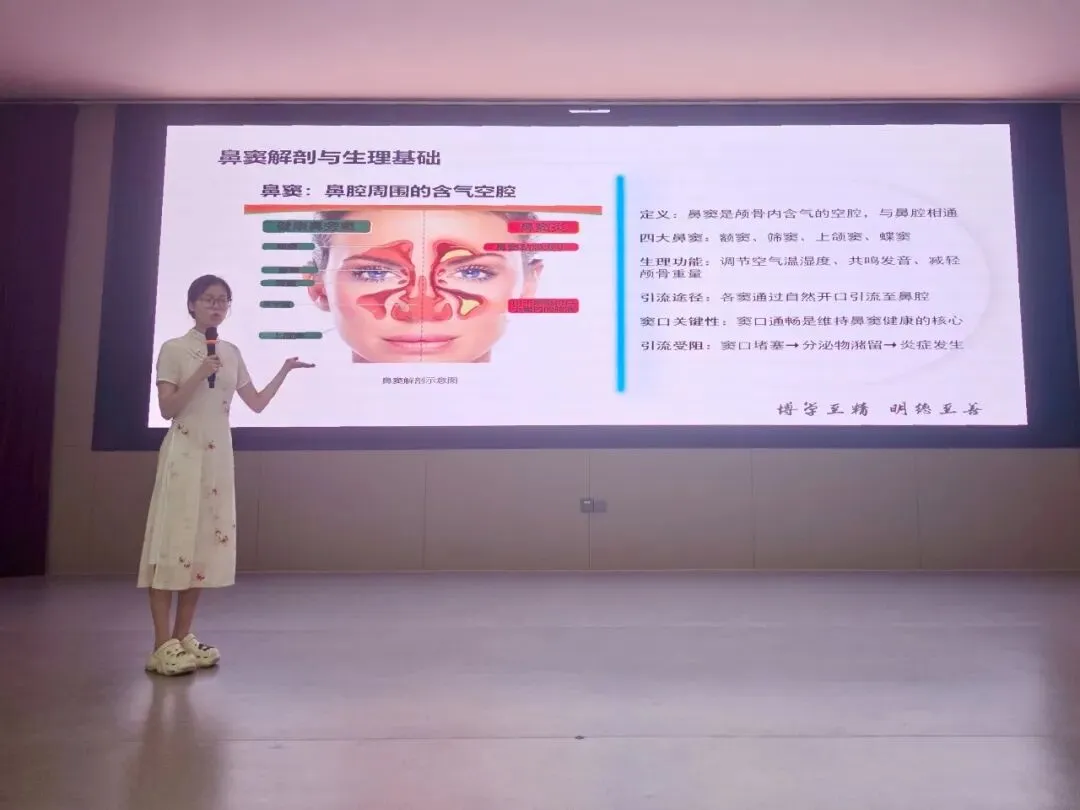 鼻窦解剖与生理基础
鼻窦：鼻腔周围的含气空腔
鼻窦炎
鼻窦解剖示意图
定义：鼻窦是颅骨内含气的空腔，与鼻腔相通
四大鼻窦：额窦、筛窦、上颌窦、蝶窦
生理功能：调节空气温湿度、共鸣发音、减轻
颅骨重量
引流途径：各窦通过自然开口引流至鼻腔
窦口关键性：窦口通畅是维持鼻窦健康的核心
引流受阻：窦口堵塞→分泌物潴留→炎症发生
博学至精 明德至善